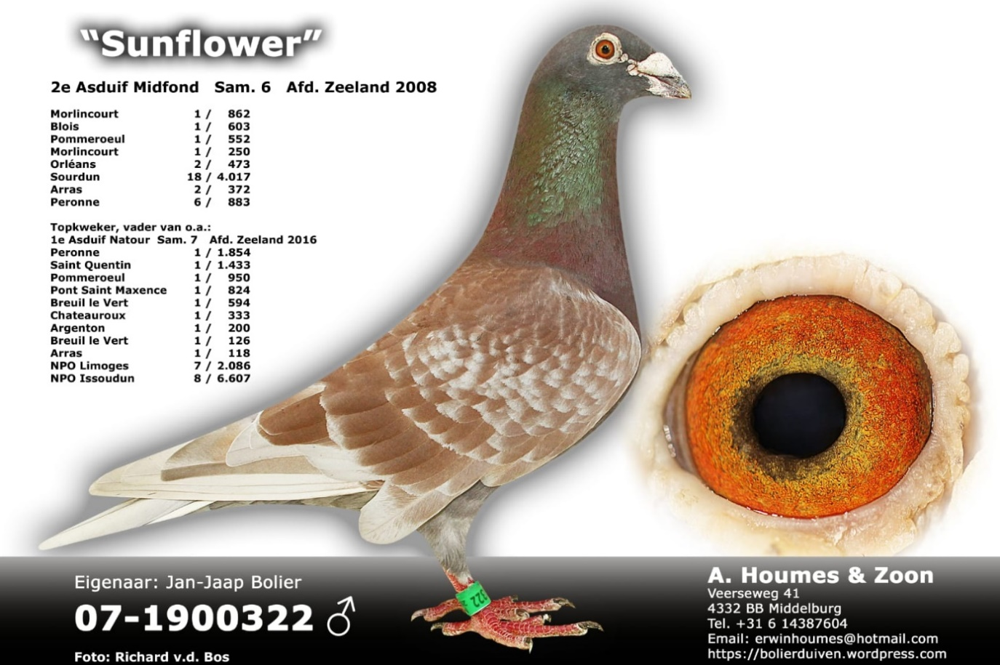 “Sunflower”
2e Asduif Midfond Sam. 6 Afd. Zeeland 2008
Morlincourt 1 / 862
Blois 1 / 603
Pommeroeul 1 / 552
Morlincourt 1 / 250
Orléans 2 / 473
Sourdun 18 / 4.017
Arras 2 / 372
Peronne 6 / 883
Topkweker, vader van o.a.:
1e Asduif Natour Sam. 7 Afd. Zeeland 2016
Peronne 1 / 1.854
Saint Quentin 1 / 1.433
Pommeroeul 1 / 950
Pont Saint Maxence 1 / 824
Breuil le Vert 1 / 594
Chateauroux 1 / 333
Argenton 1 / 200
Breuil le Vert 1 / 126
Arras 1 / 118
NPO Limoges 7 / 2.086
NPO Issoudun 8 / 6.607
322
Eigenaar: Jan-Jaap Bolier
07-1900322 ♂
Foto: Richard v.d. Bos
A. Houmes & Zoon
Veerseweg 41
4332 BB Middelburg
Tel. +31 6 14387604
Email: erwinhoumes@hotmail.com
https://bolierduiven.wordpress.com